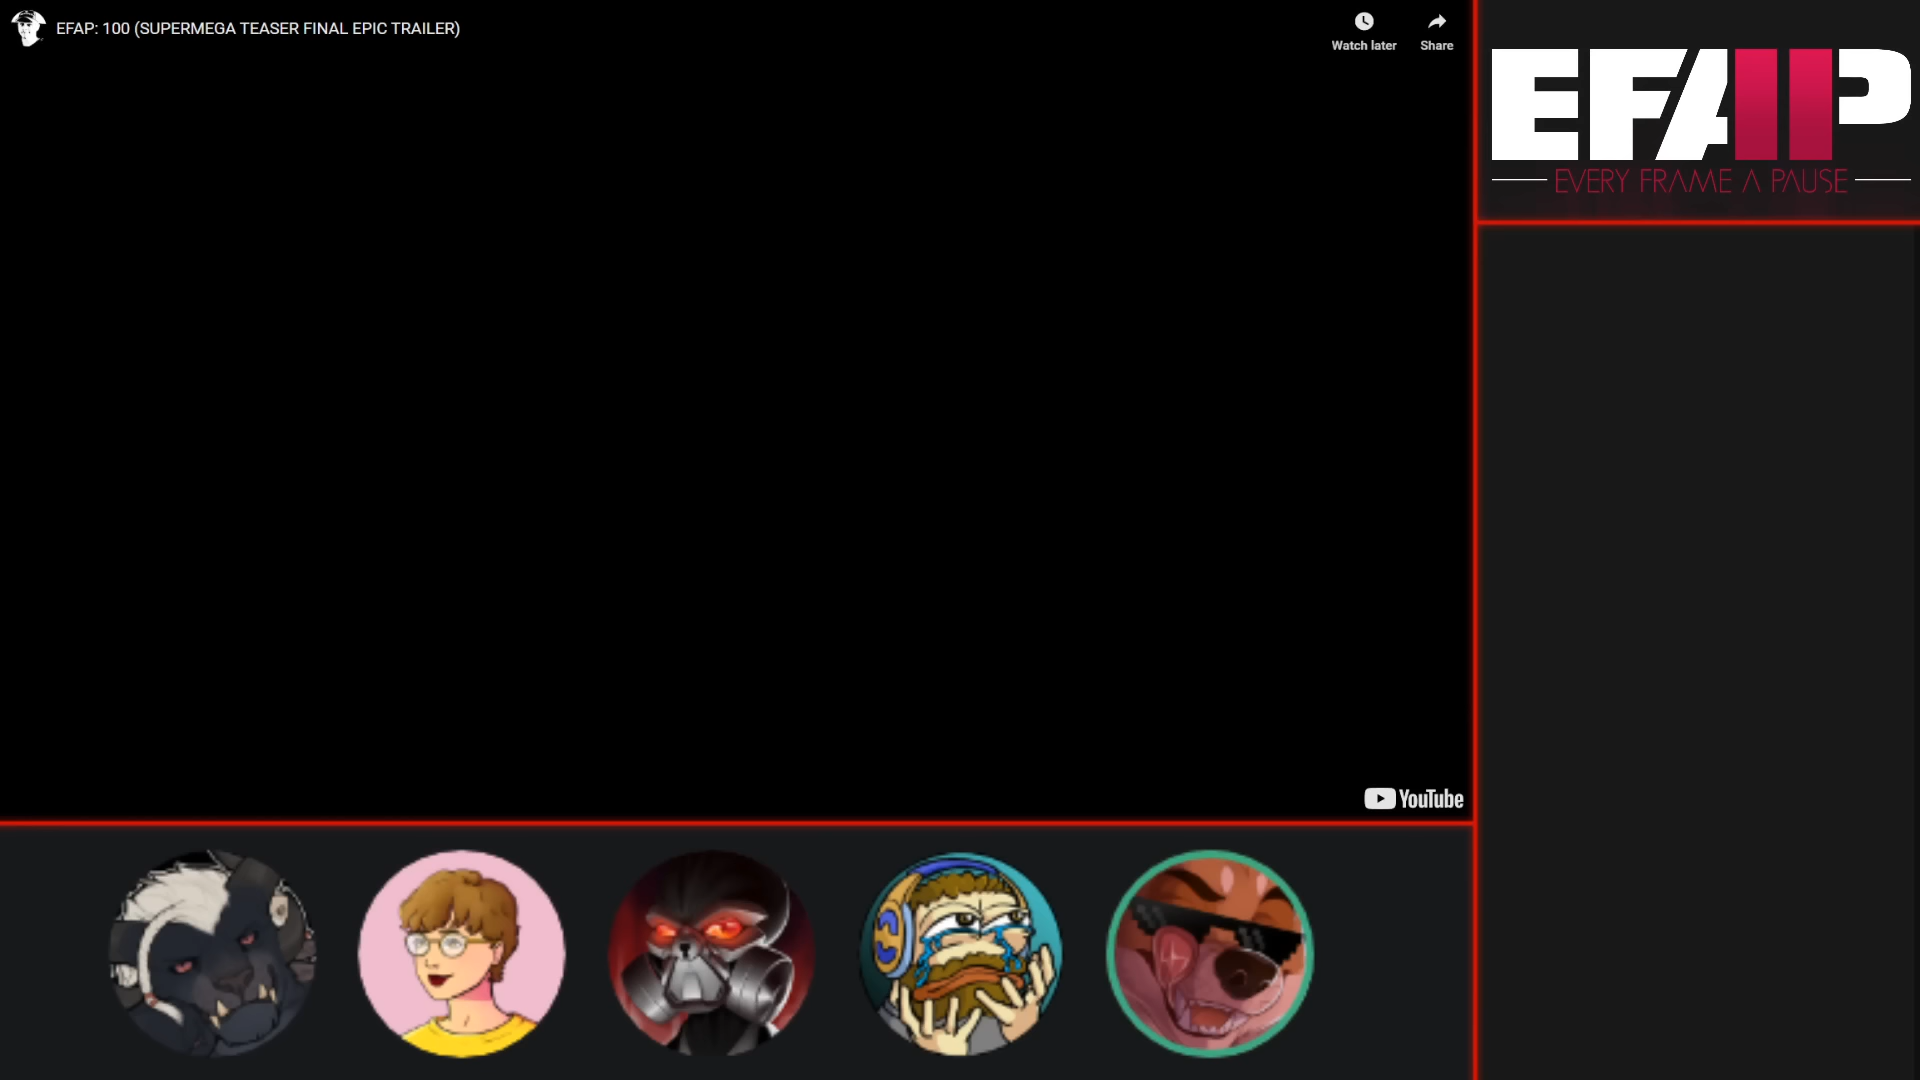 EFAP: 100 (SUPERMEGA TEASER FINAL EPIC TRAILER)
Watch later
Share
EFAP
EVERY FRAME A PAUSE
YouTube